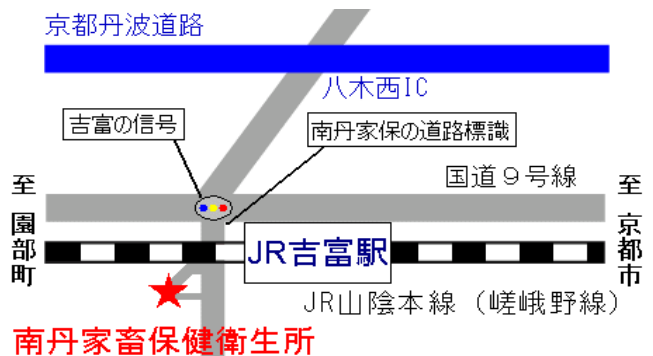 京都丹波道路
八木西IC
吉富の信号
南丹家保の道路標識
国道９号線
至
園
部
町
至
京
都
市
JR吉富駅
JR山陰本線（嵯峨野線）
南丹家畜保健衛生所